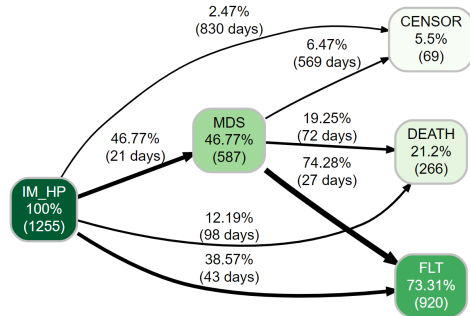 2.47%
(830 days)
CENSOR
5.5%
(69)
6.47%
(569 days)
46.77%
(21 days)
MDS
46.77%
(587)
19.25%
(72 days)
DEATH
21.2%
(266)
74.28%
(27 days)
IM_HP
100%
(1255)
12.19%
(98 days)
38.57%
(43 days)
FLT
73.31%
(920)